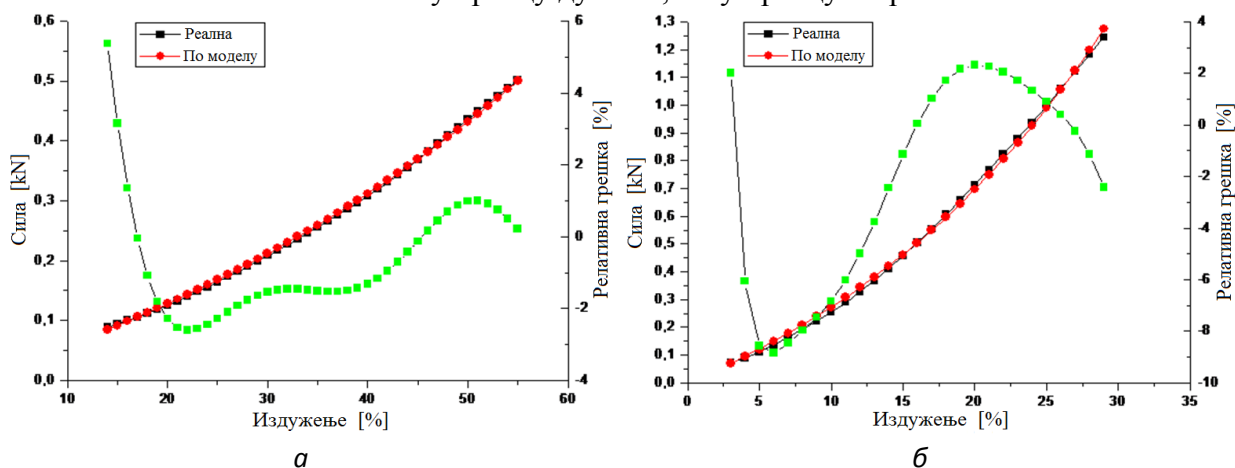 0,6
0,5
0,4
0,3
0,2
0,1
0,0
Сила [kN]
Реална
По моделу
6
4
2
0
-2
-4
Релативна грешка [%]
10 20 30 40 50 60
Издужење [%]
а
1,3
1,2
1,1
1,0
0,9
0,8
0,7
0,6
0,5
0,4
0,3
0,2
0,1
0,0
Сила [kN]
Реална
По моделу
4
2
0
-2
-4
-6
-8
-10
Релативна грешка [%]
0 5 10 15 20 25 30 35
Издужење [%]
б